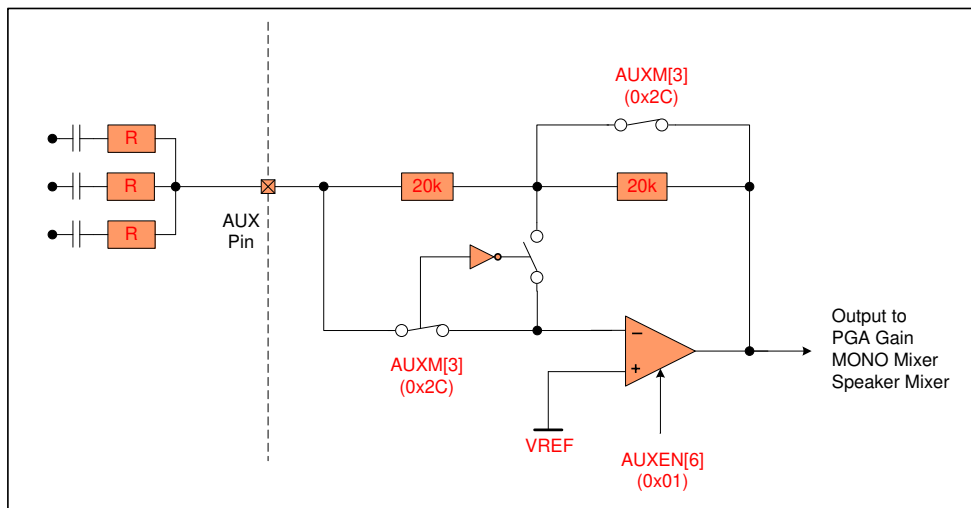 AUXM[3]
(0x2C)
R
R
R
20k
20k
AUX
Pin
AUXM[3]
(0x2C)
−
+
VREF
AUXEN[6]
(0x01)
Output to
PGA Gain
MONO Mixer
Speaker Mixer